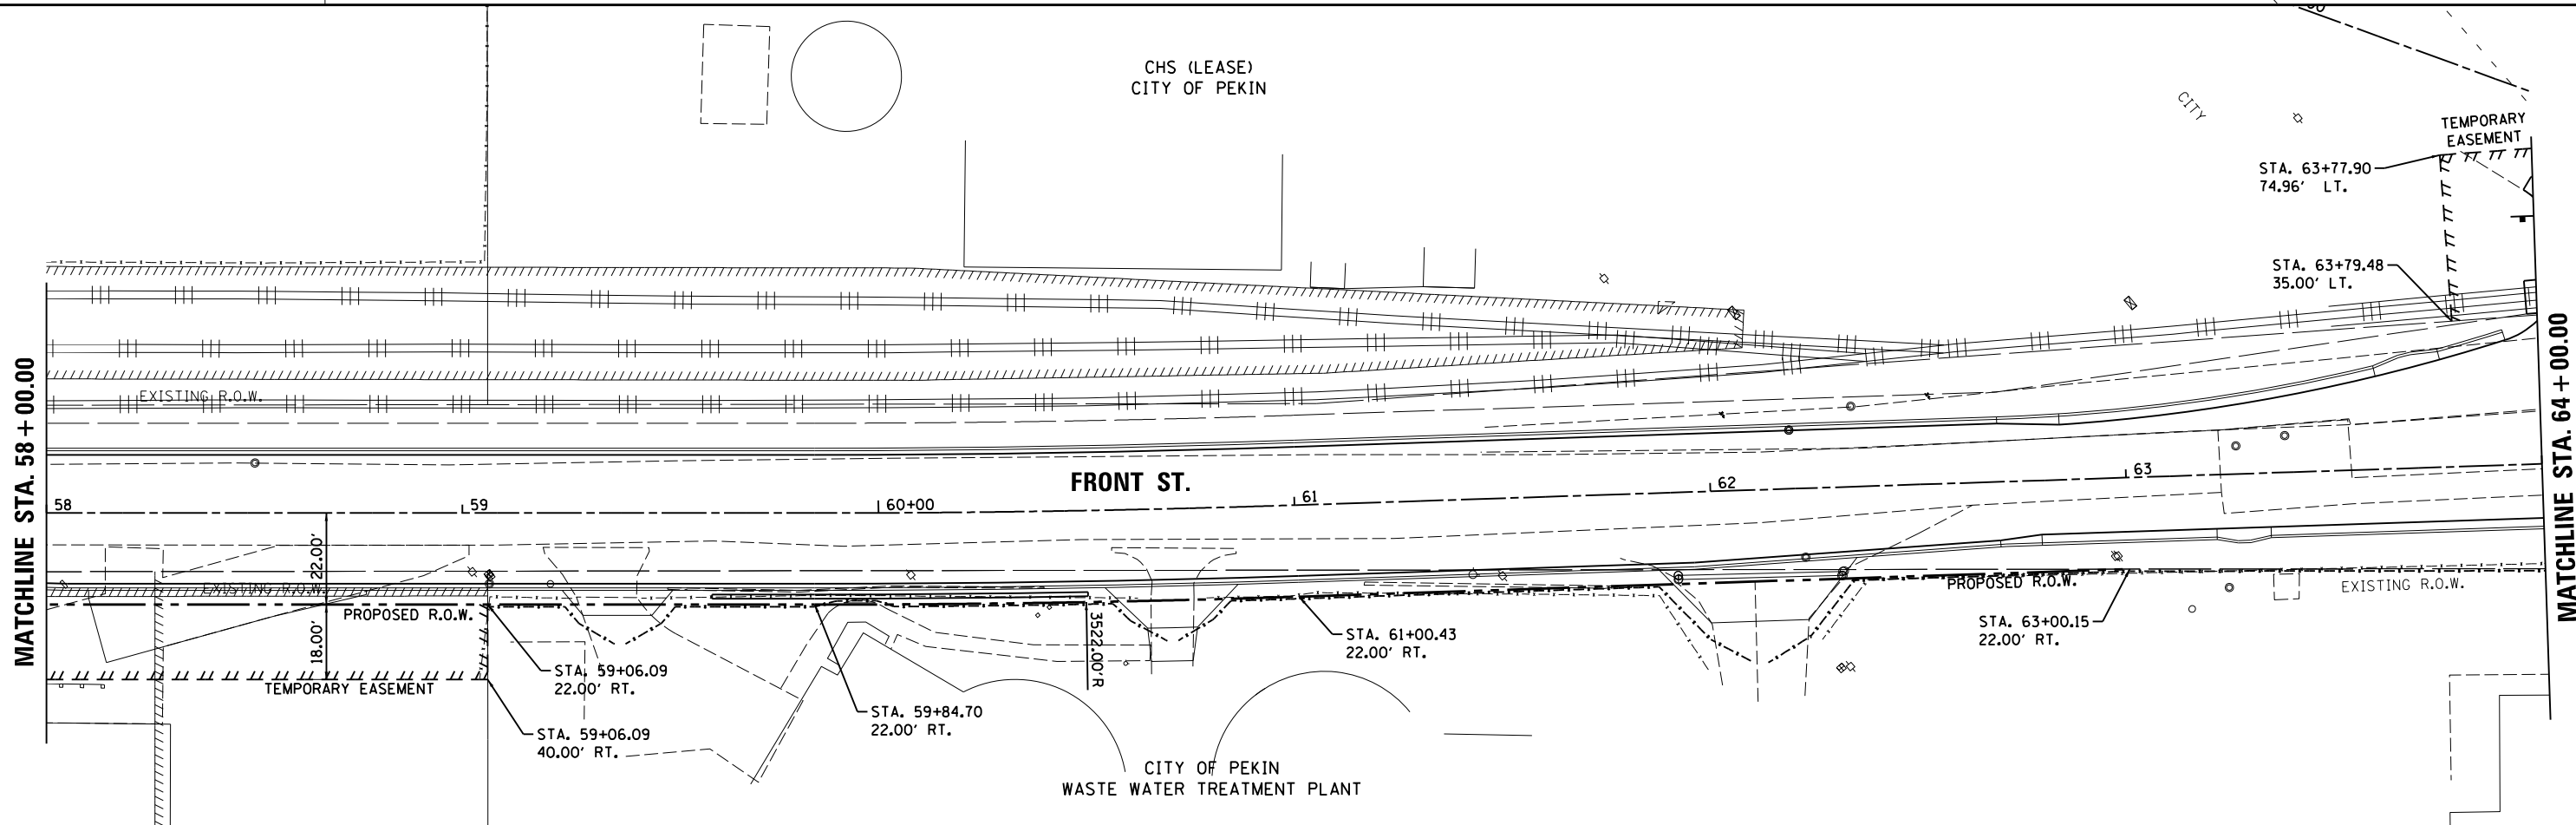 CHS (LEASE)
CITY OF PEKIN
CITY
TEMPORARY
EASEMENT
STA. 63+77.90
74.96' LT.
STA. 63+79.48
35.00' LT.
MATCHLINE STA. 58+00.00
MATCHLINE STA. 64+00.00
EXISTING R.O.W.
FRONT ST.
58
59
60+00
61
62
63
22.00'
18.00'
EXISTING R.O.W.
PROPOSED R.O.W.
PROPOSED R.O.W.
EXISTING R.O.W.
3522.00'R
STA. 61+00.43
22.00' RT.
STA. 63+00.15
22.00' RT.
STA. 59+06.09
22.00' RT.
TEMPORARY EASEMENT
STA. 59+84.70
22.00' RT.
STA. 59+06.09
40.00' RT.
CITY OF PEKIN
WASTE WATER TREATMENT PLANT